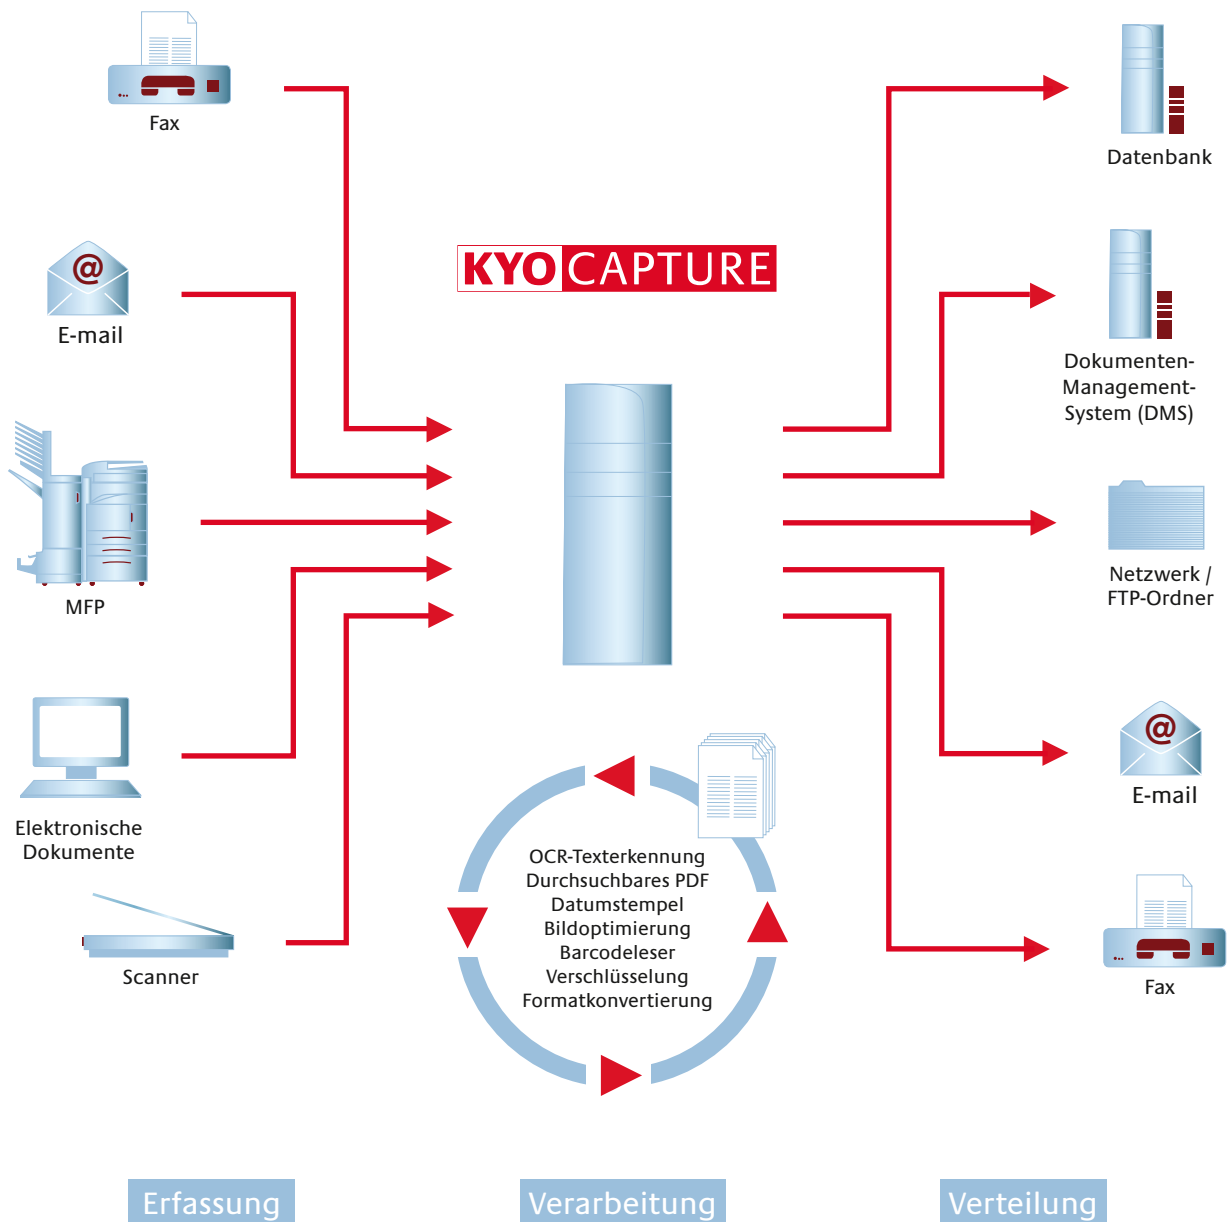 Fax
E-mail
MFP
Elektronische
Dokumente
Scanner
KYOCAPTURE
OCR-Texterkennung
Durchsuchbares PDF
Datumstempel
Bildoptimierung
Barcodeleser
Verschlüsselung
Formatkonvertierung
Datenbank
Dokumenten-
Management-
System (DMS)
Netzwerk /
FTP-Ordner
E-mail
Fax
Erfassung
Verarbeitung
Verteilung